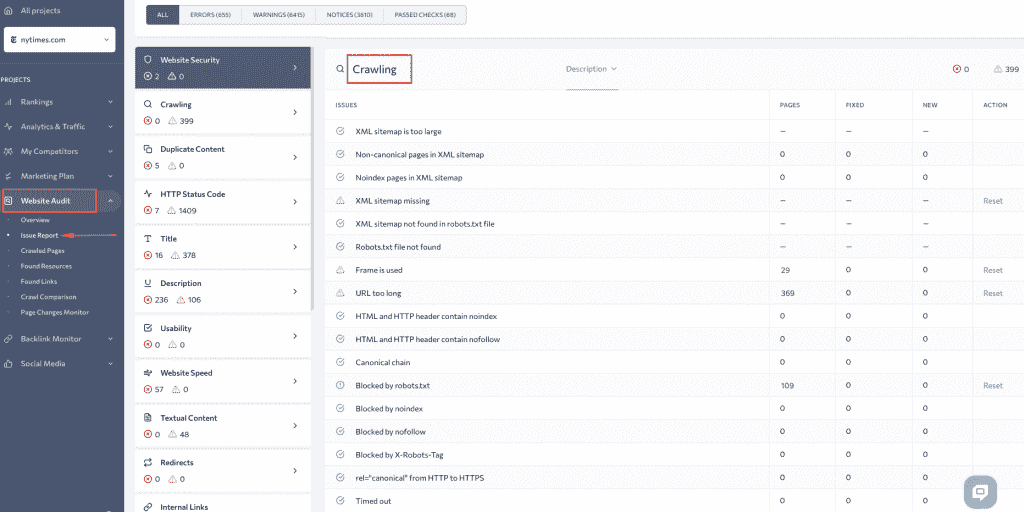 All projects
nytimes.com
PROJECTS
Rankings
Analytics & Traffic
My Competitors
Marketing Plan
Website Audit
Overview
Issue Report
Crawled Pages
Found Resources
Found Links
Crawl Comparison
Page Changes Monitor
Backlink Monitor
Social Media
ALL ERRORS (655) WARNINGS (6415) NOTICES (3810) PASSED CHECKS (68)
Website Security
2 0
Crawling
0 399
Duplicate Content
5 0
HTTP Status Code
7 1409
Title
16 378
Description
236 106
Usability
0 0
Website Speed
57 0
Textual Content
0 48
Redirects
0 0
Internal Links
Crawling Description 0 399
ISSUES PAGES FIXED NEW ACTION
XML sitemap is too large – – –
Non-canonical pages in XML sitemap 0 0 0
Noindex pages in XML sitemap 0 0 0
XML sitemap missing – – – Reset
XML sitemap not found in robots.txt file – – –
Robots.txt file not found – – –
Frame is used 29 0 0 Reset
URL too long 369 0 0 Reset
HTML and HTTP header contain noindex 0 0 0
HTML and HTTP header contain nofollow 0 0 0
Canonical chain 0 0 0
Blocked by robots.txt 109 0 0 Reset
Blocked by noindex 0 0 0
Blocked by nofollow 0 0 0
Blocked by X-Robots-Tag 0 0 0
rel="canonical" from HTTP to HTTPS 0 0 0
Timed out 0 0 0